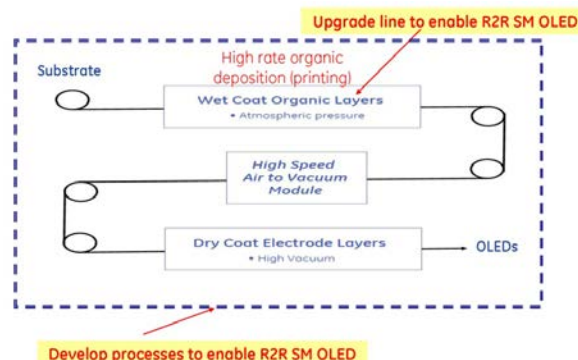 Upgrade line to enable R2R SM OLED
High rate organic
deposition (printing)
Substrate
Wet Coat Organic Layers
• Atmospheric pressure
High Speed
Air to Vacuum
Module
Dry Coat Electrode Layers
• High Vacuum
OLEDs
Develop processes to enable R2R SM OLED